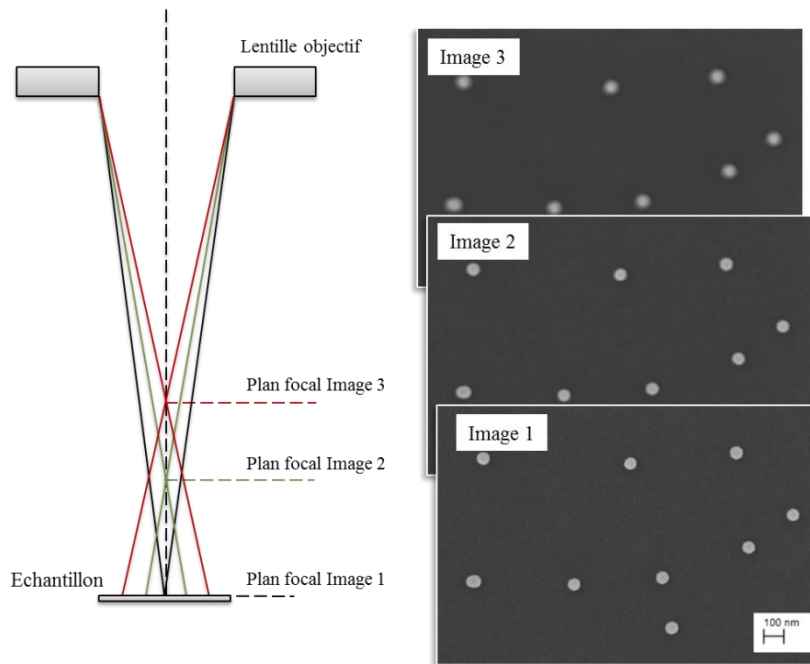 Lentille objectif
Plan focal Image 3
Plan focal Image 2
Echantillon
Plan focal Image 1
Image 3
Image 2
Image 1
100 nm